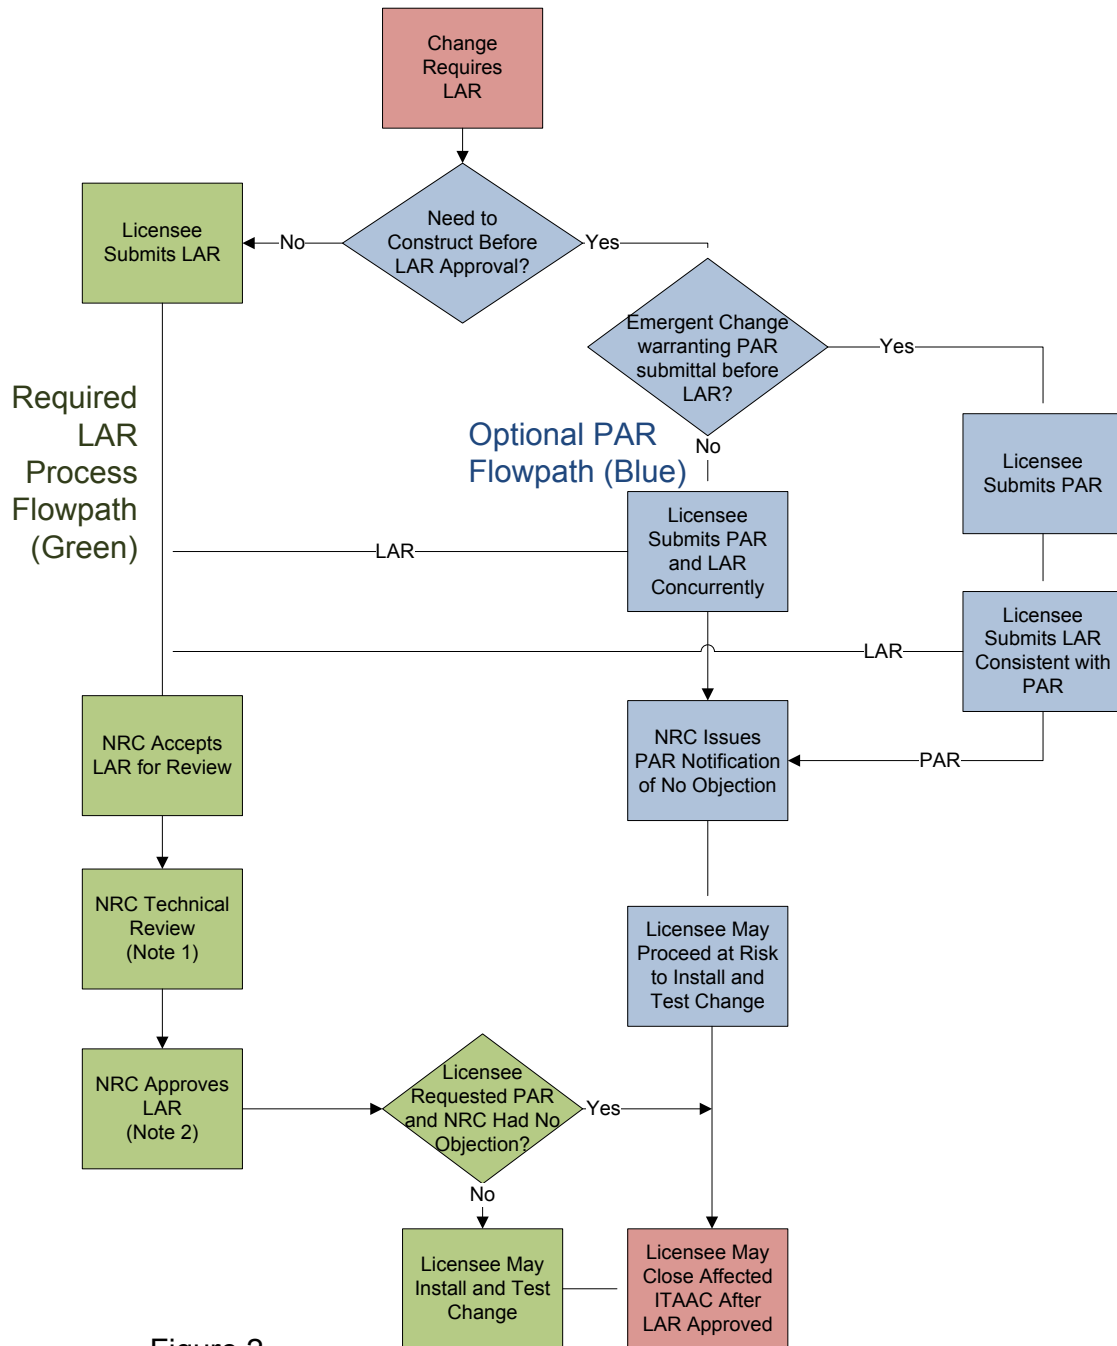 Change
Requires
LAR
Need to
Construct Before
LAR Approval?
No
Yes
Licensee
Submits LAR
Emergent Change
warranting PAR
submittal before
LAR?
Yes
No
Required
LAR
Process
Flowpath
(Green)
Optional PAR
Flowpath (Blue)
Licensee
Submits PAR
Licensee
Submits PAR
and LAR
Concurrently
LAR
Licensee
Submits LAR
Consistent with
PAR
LAR
NRC Accepts
LAR for Review
NRC Issues
PAR Notification
of No Objection
PAR
NRC Technical
Review
(Note 1)
Licensee May
Proceed at Risk
to Install and
Test Change
NRC Approves
LAR
(Note 2)
Licensee
Requested PAR
and NRC Had No
Objection?
Yes
No
Licensee May
Install and Test
Change
Licensee May
Close Affected
ITAAC After
LAR Approved